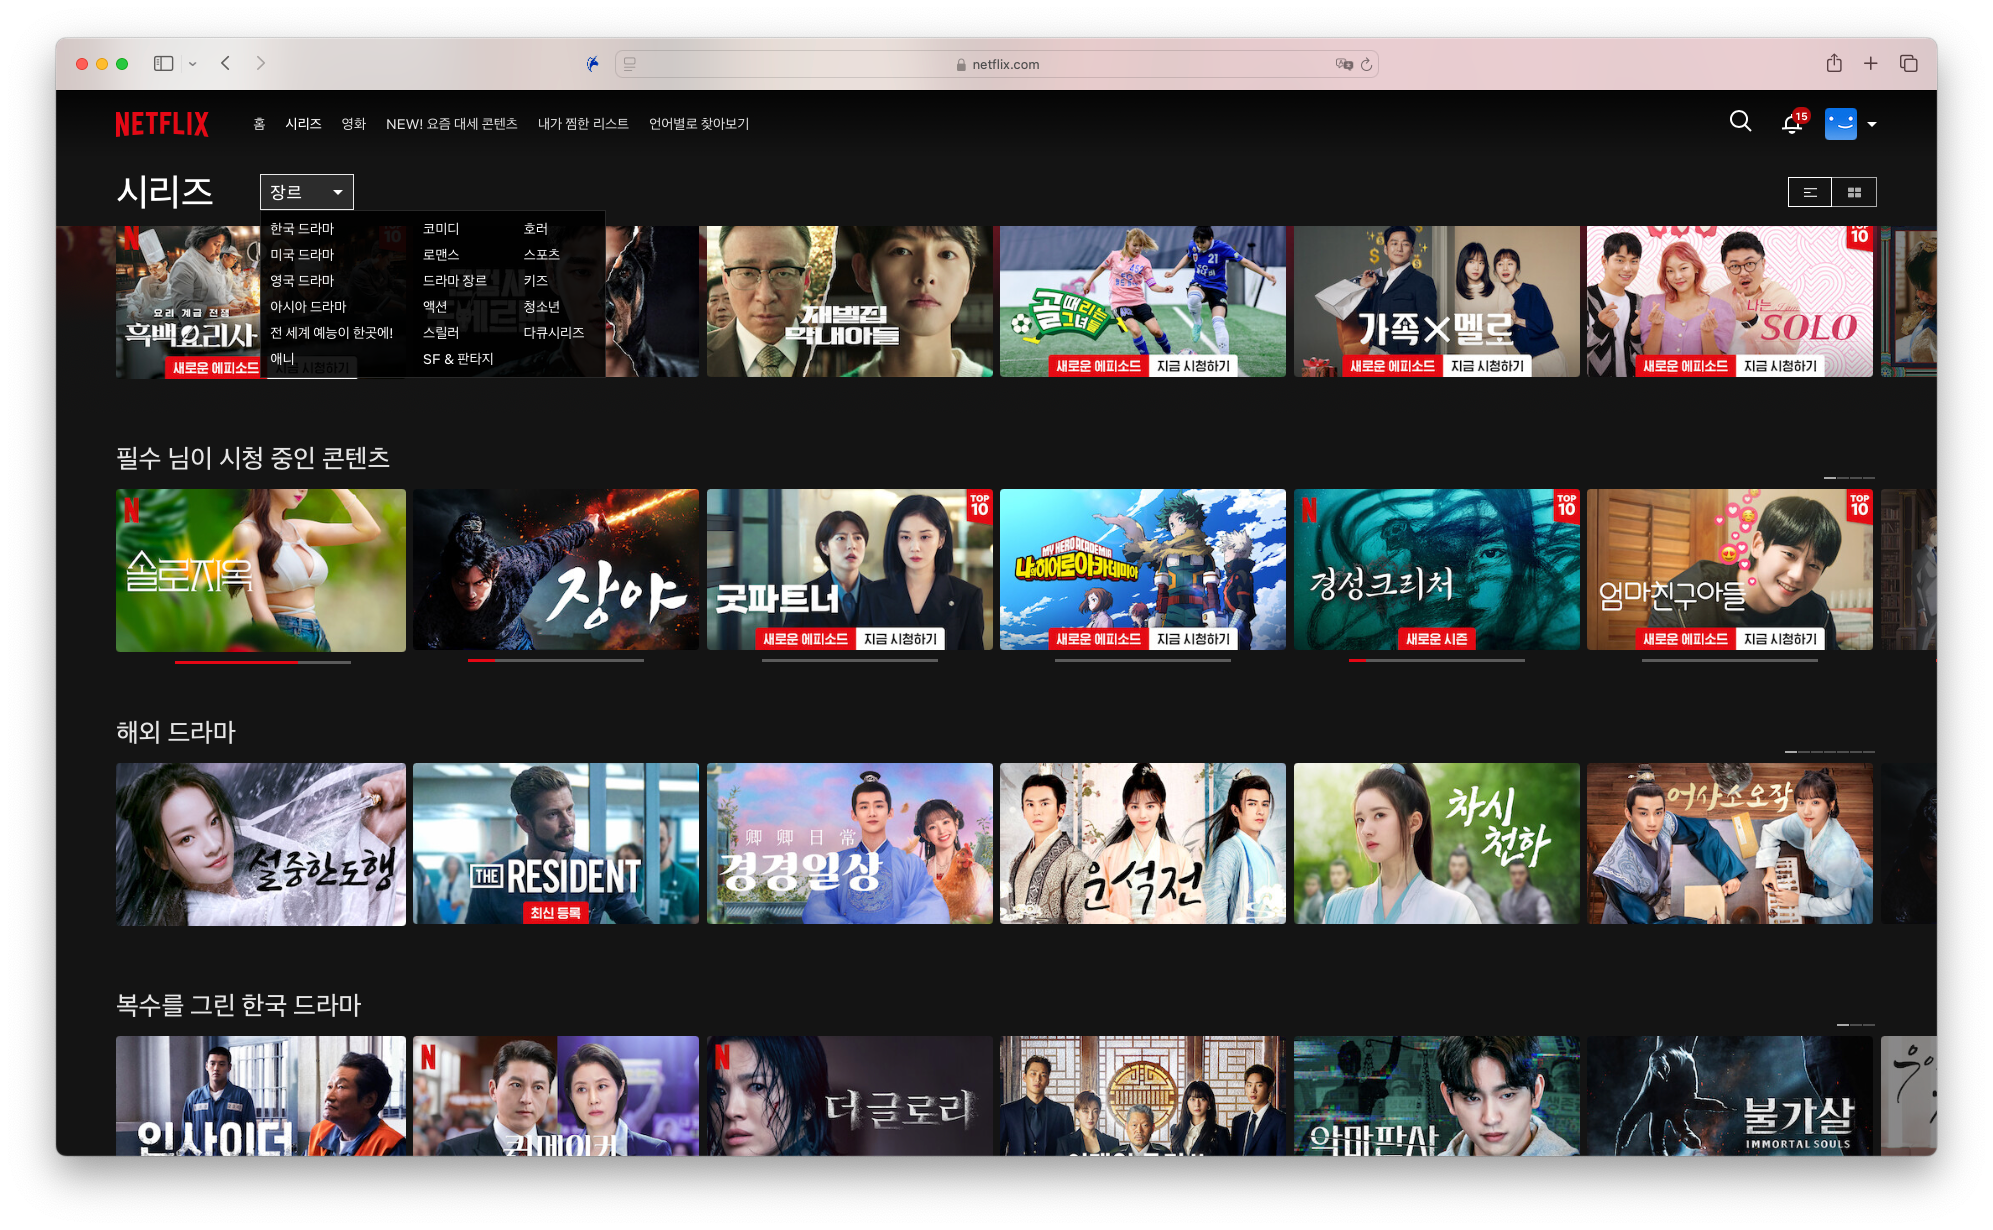 netflix.com
NETFLIX
홈 시리즈 영화 NEW! 요즘 대세 콘텐츠 내가 찜한 리스트 언어별로 찾아보기
15
시리즈 장르
한국 드라마 코미디 호러
미국 드라마 로맨스 스포츠
영국 드라마 드라마 장르 키즈
아시아 드라마 액션 청소년
전 세계 예능이 한곳에! 스릴러 다큐시리즈
애니 SF & 판타지
N
요리 계급 전쟁
흑백요리사
새로운 에피소드 지금 시청하기
10
재벌집
막내아들
21
골때리는
그녀들
새로운 에피소드 지금 시청하기
가족×멜로
새로운 에피소드 지금 시청하기
TOP
10
나는
SOLO
새로운 에피소드 지금 시청하기
필수 님이 시청 중인 콘텐츠
N
솔로지옥
장야
TOP
10
굿파트너
새로운 에피소드 지금 시청하기
MY HERO ACADEMIA
나의 히어로 아카데미아
새로운 에피소드 지금 시청하기
N
TOP
10
경성크리처
새로운 시즌
TOP
10
엄마친구아들
새로운 에피소드 지금 시청하기
해외 드라마
설중한도행
THE RESIDENT
최신 등록
卿卿日常
경경일상
운석전
차시
천하
어사소오작
복수를 그린 한국 드라마
인사이더
N
퀸메이커
N
더 글로리
악마판사
불가살
IMMORTAL SOULS